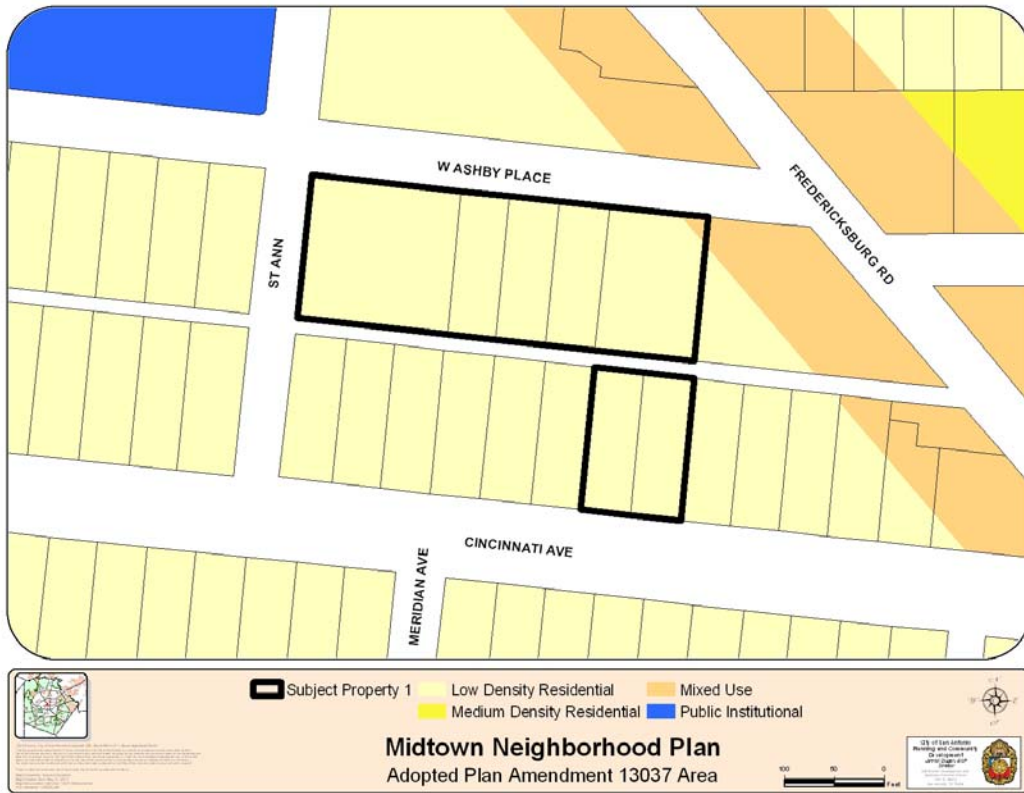 W ASHBY PLACE
FREDERICKSBURG RD
ST ANN
CINCINNATI AVE
MERIDIAN AVE
Subject Property 1
Low Density Residential
Mixed Use
Medium Density Residential
Public Institutional
Midtown Neighborhood Plan
Adopted Plan Amendment 13037 Area
100 50 0
Feet
City of San Antonio
Planning and Community
Development